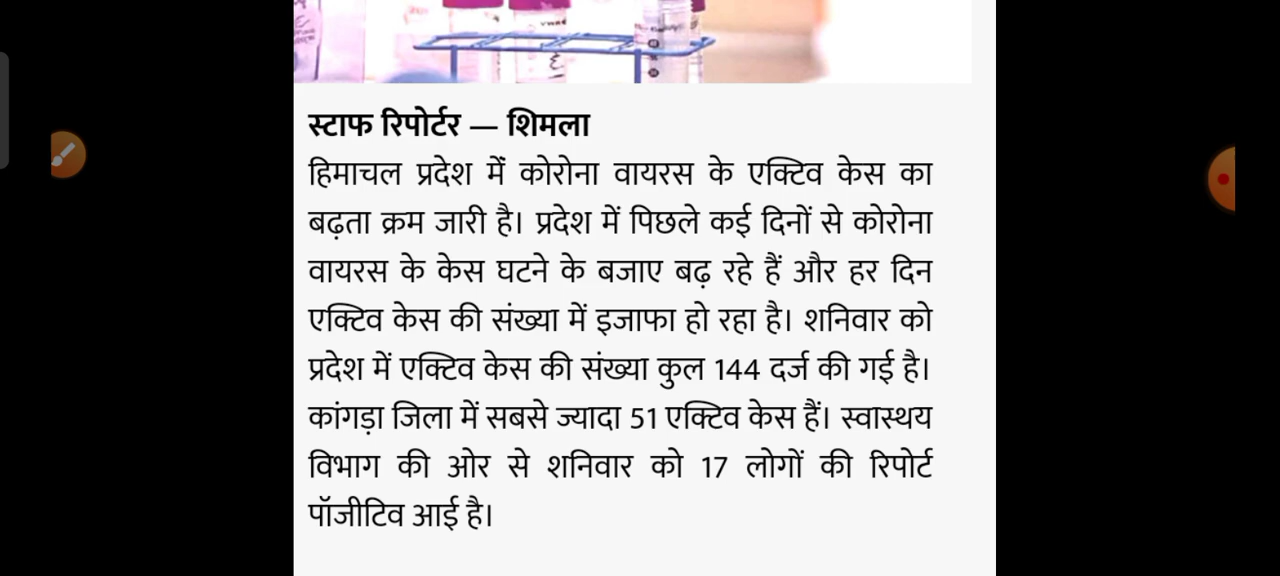 स्टाफ रिपोर्टर — शिमला
हिमाचल प्रदेश में कोरोना वायरस के एक्टिव केस का
बढ़ता क्रम जारी है। प्रदेश में पिछले कई दिनों से कोरोना
वायरस के केस घटने के बजाए बढ़ रहे हैं और हर दिन
एक्टिव केस की संख्या में इजाफा हो रहा है। शनिवार को
प्रदेश में एक्टिव केस की संख्या कुल 144 दर्ज की गई है।
कांगड़ा जिला में सबसे ज्यादा 51 एक्टिव केस हैं। स्वास्थय
विभाग की ओर से शनिवार को 17 लोगों की रिपोर्ट
पॉजीटिव आई है।